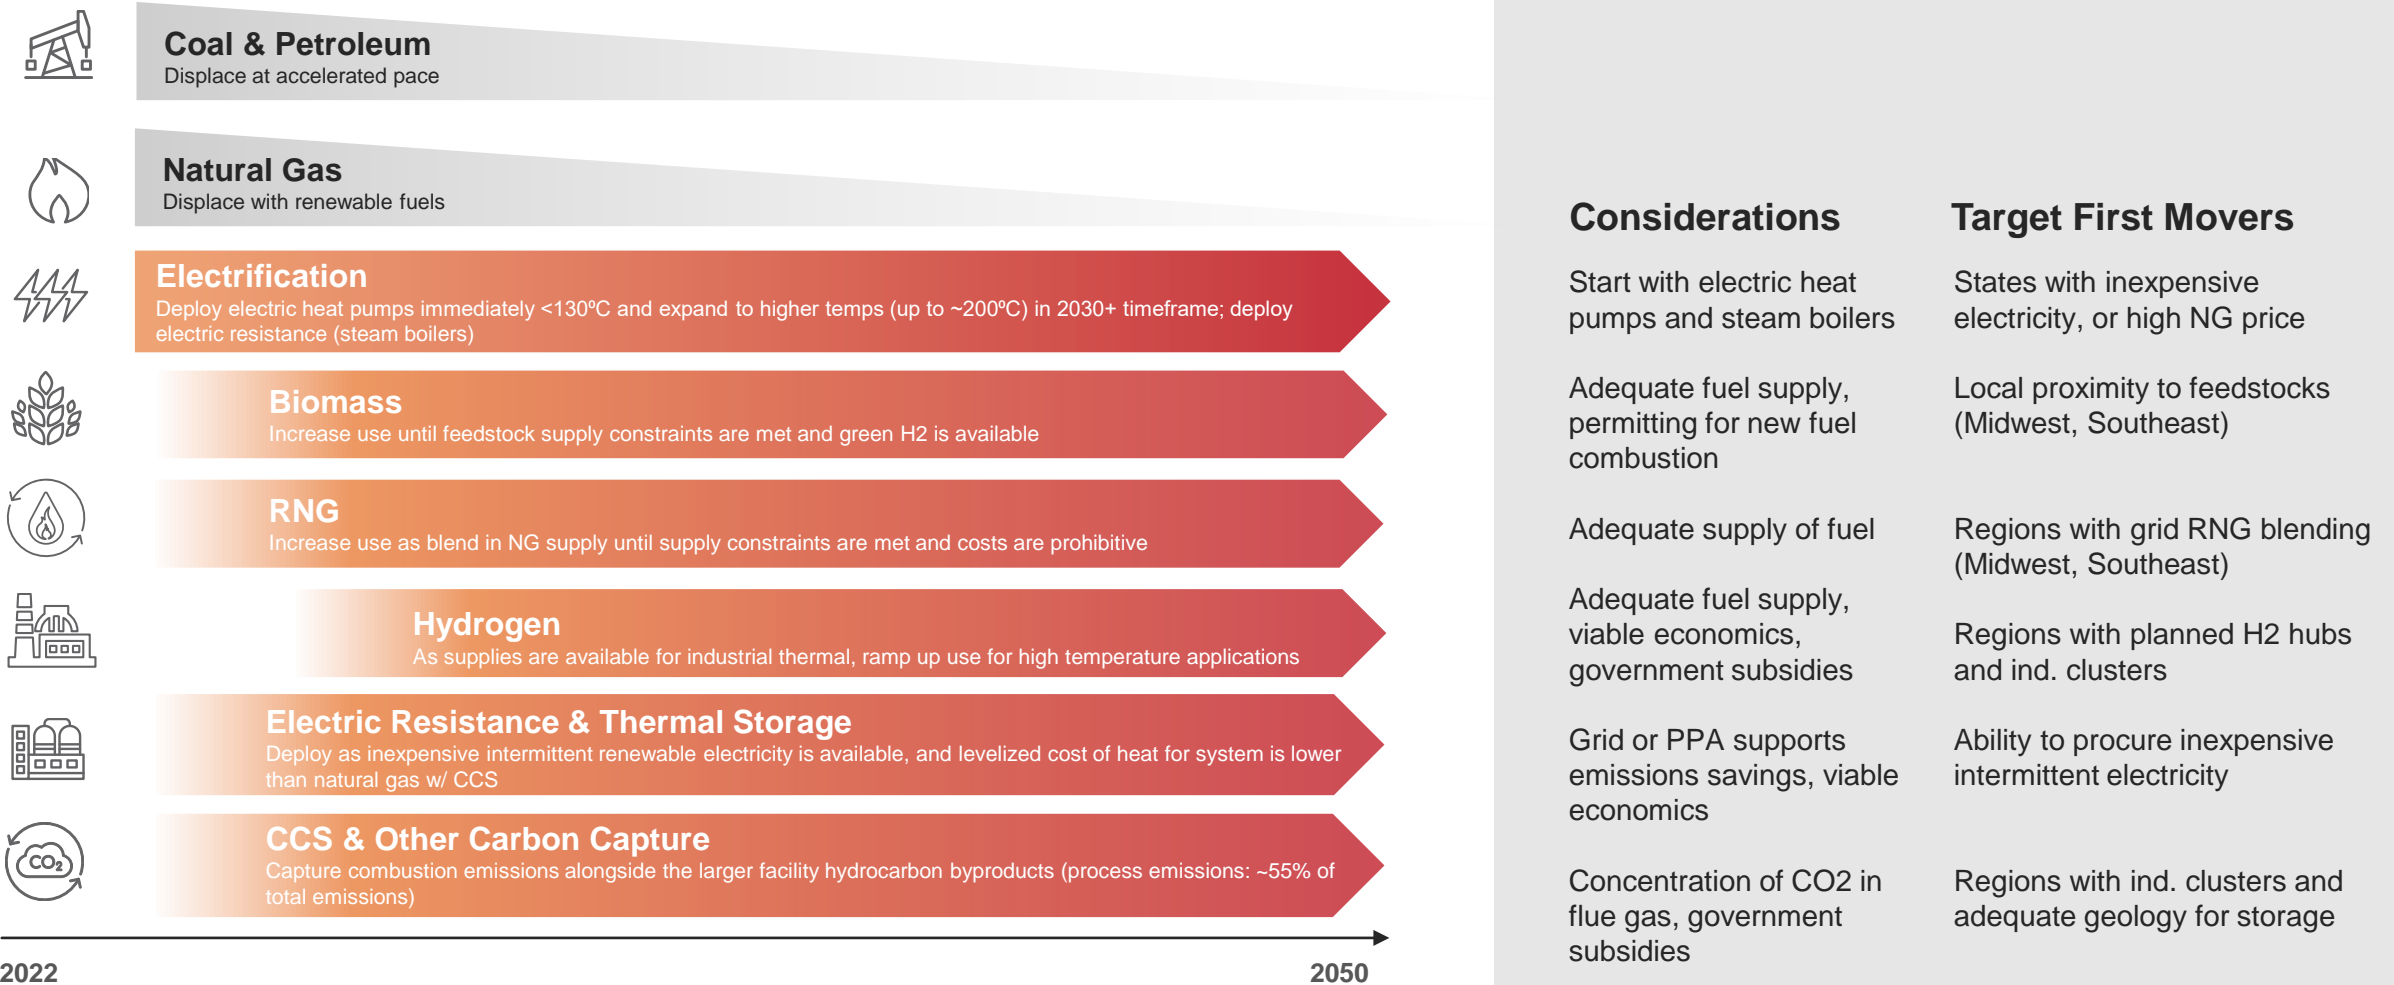 Coal & Petroleum
Displace at accelerated pace
Natural Gas
Displace with renewable fuels
Electrification
Deploy electric heat pumps immediately <130ºC and expand to higher temps (up to ~200ºC) in 2030+ timeframe; deploy
electric resistance (steam boilers)
Biomass
Increase use until feedstock supply constraints are met and green H2 is available
RNG
Increase use as blend in NG supply until supply constraints are met and costs are prohibitive
Hydrogen
As supplies are available for industrial thermal, ramp up use for high temperature applications
Electric Resistance & Thermal Storage
Deploy as inexpensive intermittent renewable electricity is available, and levelized cost of heat for system is lower
than natural gas w/ CCS
CO2
CCS & Other Carbon Capture
Capture combustion emissions alongside the larger facility hydrocarbon byproducts (process emissions: ~55% of
total emissions)
2022
2050
Considerations
Start with electric heat
pumps and steam boilers
Adequate fuel supply,
permitting for new fuel
combustion
Adequate supply of fuel
Adequate fuel supply,
viable economics,
government subsidies
Grid or PPA supports
emissions savings, viable
economics
Concentration of CO2 in
flue gas, government
subsidies
Target First Movers
States with inexpensive
electricity, or high NG price
Local proximity to feedstocks
(Midwest, Southeast)
Regions with grid RNG blending
(Midwest, Southeast)
Regions with planned H2 hubs
and ind. clusters
Ability to procure inexpensive
intermittent electricity
Regions with ind. clusters and
adequate geology for storage